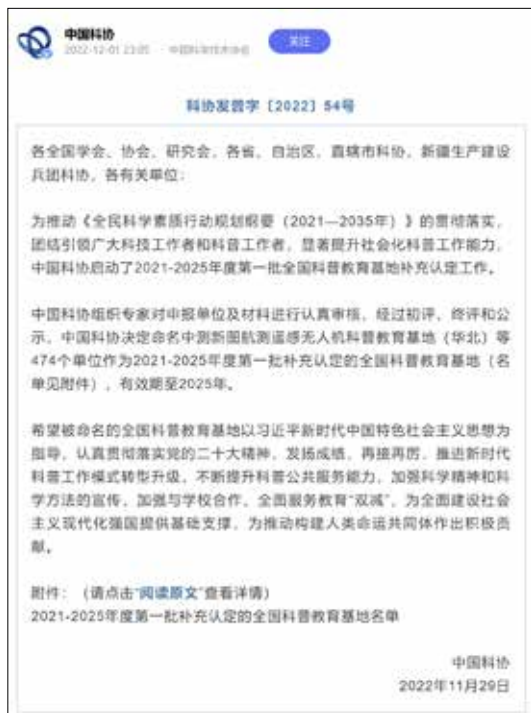 中国科协
2022-12-01 23:05 中国科学技术协会
关注
科协发普字〔2022〕54号
各全国学会、协会、研究会，各省、自治区、直辖市科协，新疆生产建设
兵团科协，各有关单位：
为推动《全民科学素质行动规划纲要（2021—2035年）》的贯彻落实，
团结引领广大科技工作者和科普工作者，显著提升社会化科普工作能力，
中国科协启动了2021-2025年度第一批全国科普教育基地补充认定工作。
中国科协组织专家对申报单位及材料进行认真审核，经过初评、终评和公
示，中国科协决定命名中测新图航测遥感无人机科普教育基地（华北）等
474个单位作为2021-2025年度第一批补充认定的全国科普教育基地（名
单见附件），有效期至2025年。
希望被命名的全国科普教育基地以习近平新时代中国特色社会主义思想为
指导，认真贯彻落实党的二十大精神，发扬成绩，再接再厉，推进新时代
科普工作模式转型升级，不断提升科普公共服务能力，加强科学精神和科
学方法的宣传，加强与学校合作，全面服务教育“双减”，为全面建设社会
主义现代化强国提供基础支撑，为推动构建人类命运共同体作出积极贡
献。
附件：（请点击“阅读原文”查看详情）
2021-2025年度第一批补充认定的全国科普教育基地名单
中国科协
2022年11月29日